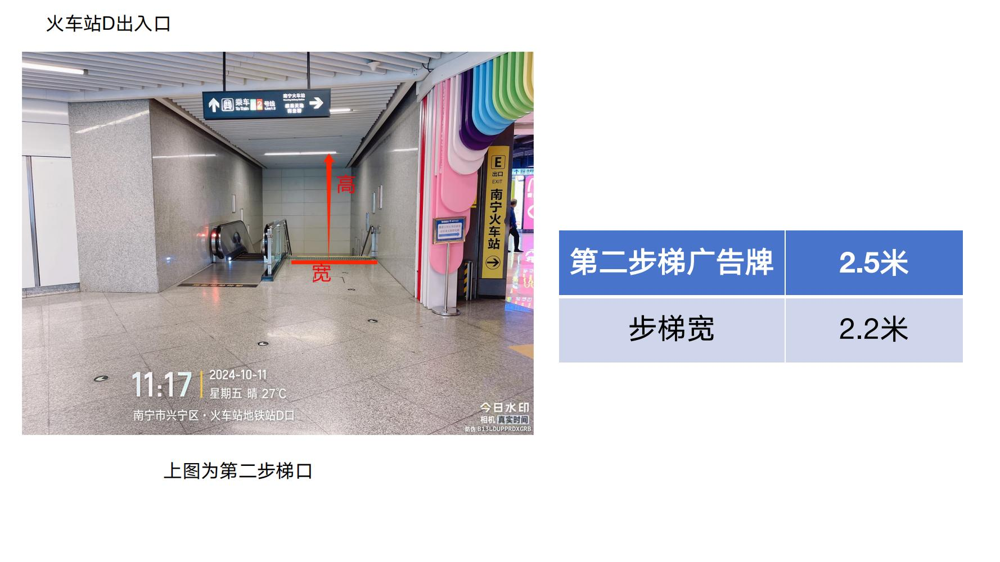 火车站D出入口
乘车
To Train
1 2
号线
Line1.2
南宁火车站
Nanning Railway Station
高
宽
E
出口
EXIT
南宁火车站
11:17
2024-10-11
星期五 晴 27℃
南宁市兴宁区·火车站地铁站D口
今日水印
相机 真实时间
防伪 B13LDUPPRDXGRB
第二步梯广告牌 2.5米
步梯宽 2.2米
上图为第二步梯口